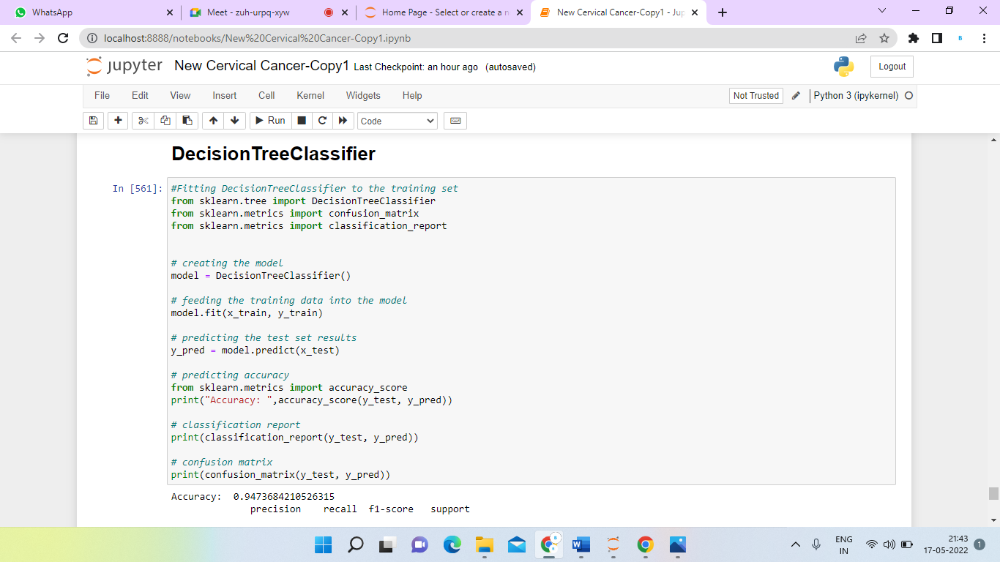 WhatsApp
Meet - zuh-urpq-xyw
Home Page - Select or create a n
New Cervical Cancer-Copy1 - Jup
localhost:8888/notebooks/New%20Cervical%20Cancer-Copy1.ipynb
B
jupyter New Cervical Cancer-Copy1 Last Checkpoint: an hour ago (autosaved)
Logout
File Edit View Insert Cell Kernel Widgets Help
Not Trusted
Python 3 (ipykernel)
Run
Code
DecisionTreeClassifier
In [561]:
#Fitting DecisionTreeClassifier to the training set
from sklearn.tree import DecisionTreeClassifier
from sklearn.metrics import confusion_matrix
from sklearn.metrics import classification_report
# creating the model
model = DecisionTreeClassifier()
# feeding the training data into the model
model.fit(x_train, y_train)
# predicting the test set results
y_pred = model.predict(x_test)
# predicting accuracy
from sklearn.metrics import accuracy_score
print("Accuracy: ",accuracy_score(y_test, y_pred))
# classification report
print(classification_report(y_test, y_pred))
# confusion matrix
print(confusion_matrix(y_test, y_pred))
Accuracy:  0.9473684210526315
precision    recall  f1-score   support
ENG
IN
21:43
17-05-2022
1